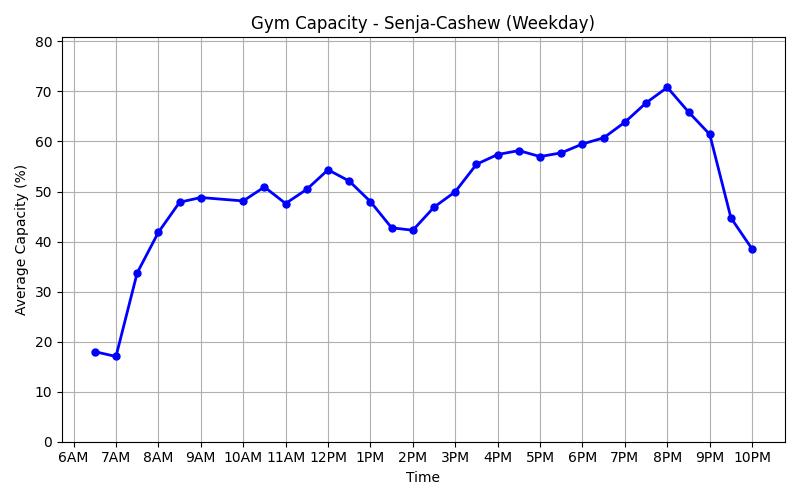 Gym Capacity - Senja-Cashew (Weekday)
Average Capacity (%)
80
70
60
50
40
30
20
10
0
6AM 7AM 8AM 9AM 10AM 11AM 12PM 1PM 2PM 3PM 4PM 5PM 6PM 7PM 8PM 9PM 10PM
Time